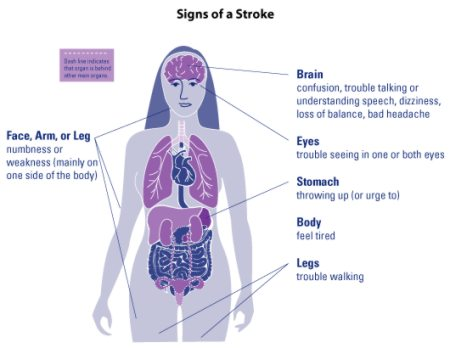 Signs of a Stroke
Dash line indicates
that organ is behind
other main organs.
Brain
confusion, trouble talking or
understanding speech, dizziness,
loss of balance, bad headache
Eyes
trouble seeing in one or both eyes
Face, Arm, or Leg
numbness or
weakness (mainly on
one side of the body)
Stomach
throwing up (or urge to)
Body
feel tired
Legs
trouble walking